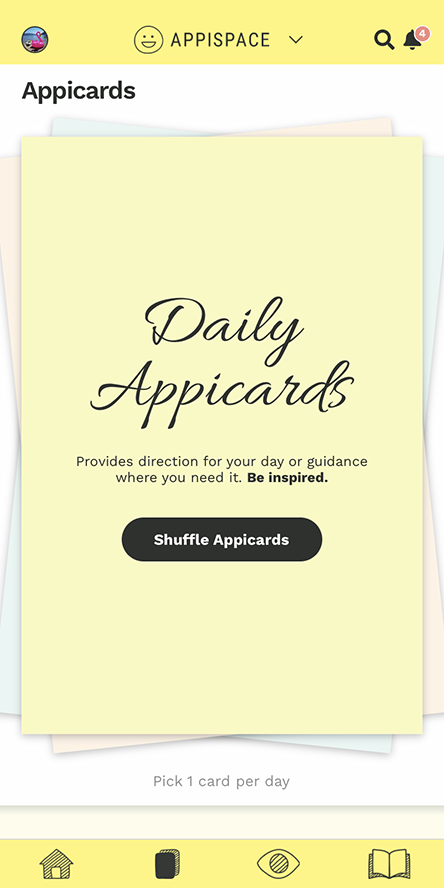 APPISPACE
4
Appicards
Daily
Appicards
Provides direction for your day or guidance
where you need it. Be inspired.
Shuffle Appicards
Pick 1 card per day